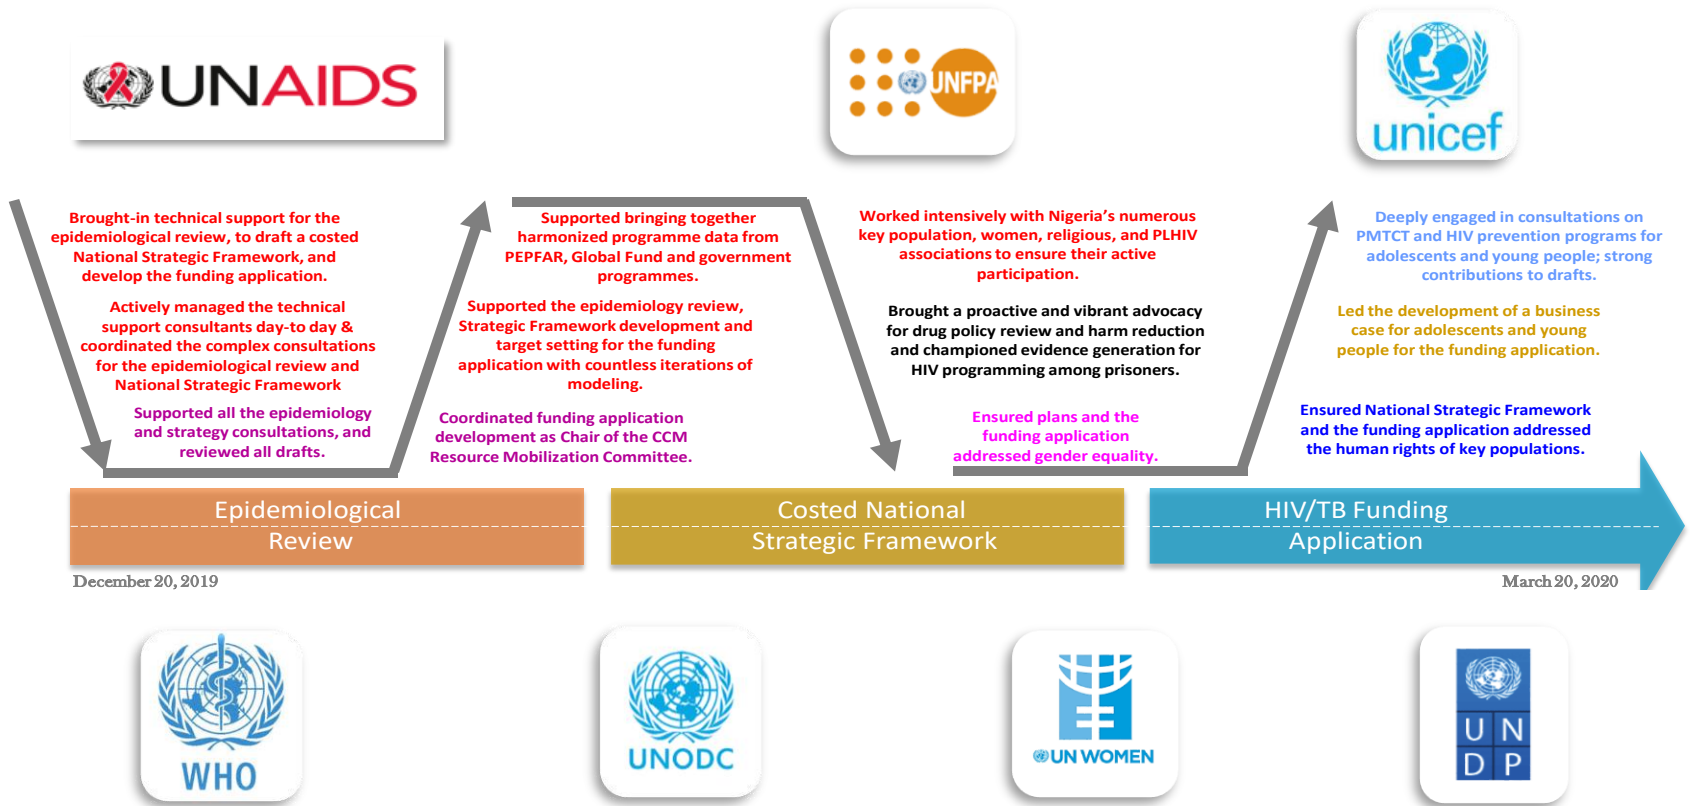 UNAIDS
UNFPA
unicef
Brought-in technical support for the
epidemiological review, to draft a costed
National Strategic Framework, and
develop the funding application.
Actively managed the technical
support consultants day-to day &
coordinated the complex consultations
for the epidemiological review and
National Strategic Framework
Supported all the epidemiology
and strategy consultations, and
reviewed all drafts.
Supported bringing together
harmonized programme data from
PEPFAR, Global Fund and government
programmes.
Supported the epidemiology review,
Strategic Framework development and
target setting for the funding
application with countless iterations of
modeling.
Coordinated funding application
development as Chair of the CCM
Resource Mobilization Committee.
Worked intensively with Nigeria's numerous
key population, women, religious, and PLHIV
associations to ensure their active
participation.
Brought a proactive and vibrant advocacy
for drug policy review and harm reduction
and championed evidence generation for
HIV programming among prisoners.
Ensured plans and the
funding application
addressed gender equality.
Deeply engaged in consultations on
PMTCT and HIV prevention programs for
adolescents and young people; strong
contributions to drafts.
Led the development of a business
case for adolescents and young
people for the funding application.
Ensured National Strategic Framework
and the funding application addressed
the human rights of key populations.
Epidemiological
Review
Costed National
Strategic Framework
HIV/TB Funding
Application
December 20, 2019
March 20, 2020
WHO
UNODC
UN WOMEN
U N
D P